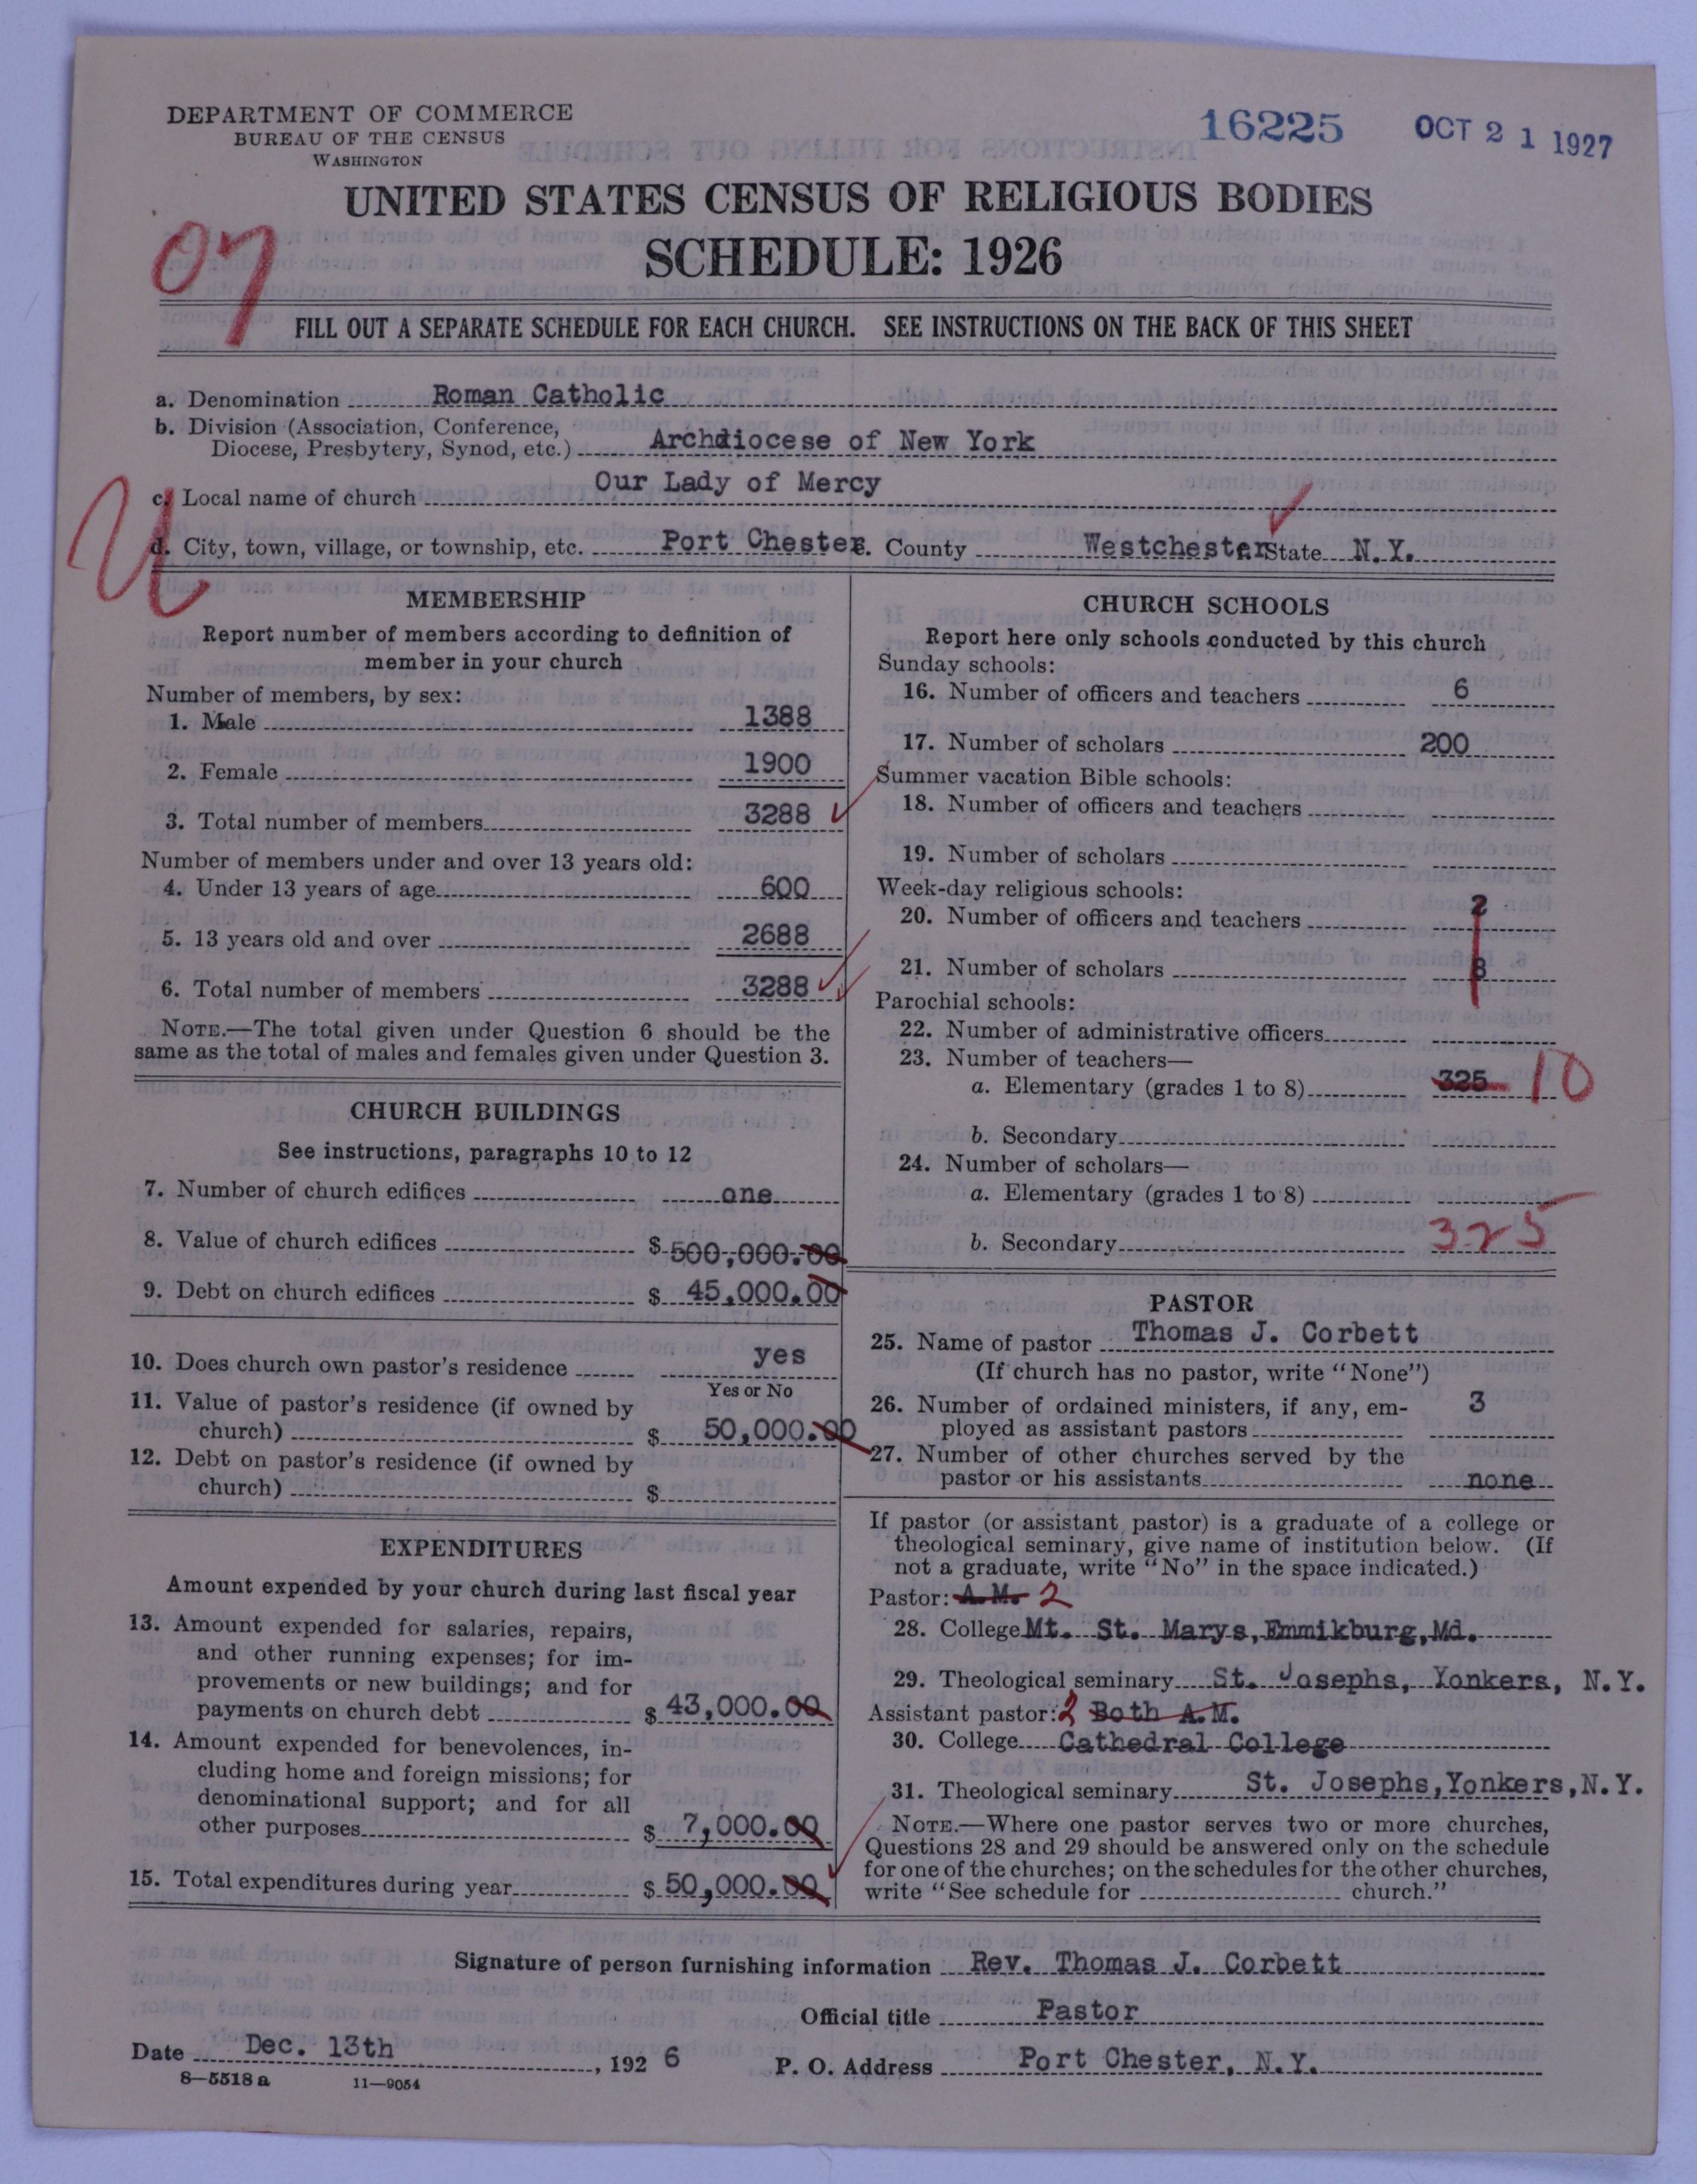 DEPARTMENT OF COMMERCE
BUREAU OF THE CENSUS
WASHINGTON
16225 OCT 21 1927
UNITED STATES CENSUS OF RELIGIOUS BODIES
SCHEDULE: 1926
07
FILL OUT A SEPARATE SCHEDULE FOR EACH CHURCH. SEE INSTRUCTIONS ON THE BACK OF THIS SHEET
a. Denomination Roman Catholic
b. Division (Association, Conference,
Diocese, Presbytery, Synod, etc.) Archdiocese of New York
c. Local name of church Our Lady of Mercy
U
d. City, town, village, or township, etc. Port Chester. County Westchester State N.Y.
MEMBERSHIP
Report number of members according to definition of
member in your church
Number of members, by sex:
1. Male 1388
2. Female 1900
3. Total number of members 3288
Number of members under and over 13 years old:
4. Under 13 years of age 600
5. 13 years old and over 2688
6. Total number of members 3288
NOTE.—The total given under Question 6 should be the
same as the total of males and females given under Question 3.
CHURCH BUILDINGS
See instructions, paragraphs 10 to 12
7. Number of church edifices one
8. Value of church edifices $ 500,000.00
9. Debt on church edifices $ 45,000.00
10. Does church own pastor's residence yes
Yes or No
11. Value of pastor's residence (if owned by
church) $ 50,000.00
12. Debt on pastor's residence (if owned by
church) $
EXPENDITURES
Amount expended by your church during last fiscal year
13. Amount expended for salaries, repairs,
and other running expenses; for im-
provements or new buildings; and for
payments on church debt $ 43,000.00
14. Amount expended for benevolences, in-
cluding home and foreign missions; for
denominational support; and for all
other purposes $ 7,000.00
15. Total expenditures during year $ 50,000.00
CHURCH SCHOOLS
Report here only schools conducted by this church
Sunday schools:
16. Number of officers and teachers 6
17. Number of scholars 200
Summer vacation Bible schools:
18. Number of officers and teachers
19. Number of scholars
Week-day religious schools:
20. Number of officers and teachers 2
21. Number of scholars 8
Parochial schools:
22. Number of administrative officers
23. Number of teachers—
a. Elementary (grades 1 to 8) 325 10
b. Secondary
24. Number of scholars—
a. Elementary (grades 1 to 8)
b. Secondary 325
PASTOR
25. Name of pastor Thomas J. Corbett
(If church has no pastor, write "None")
26. Number of ordained ministers, if any, em-
ployed as assistant pastors 3
27. Number of other churches served by the
pastor or his assistants none
If pastor (or assistant pastor) is a graduate of a college or
theological seminary, give name of institution below. (If
not a graduate, write "No" in the space indicated.)
Pastor: A.M. 2
28. College Mt. St. Marys, Emmikburg, Md.
29. Theological seminary St. Josephs, Yonkers, N.Y.
Assistant pastor: 2 Both A.M.
30. College Cathedral College
31. Theological seminary St. Josephs, Yonkers, N.Y.
NOTE.—Where one pastor serves two or more churches,
Questions 28 and 29 should be answered only on the schedule
for one of the churches; on the schedules for the other churches,
write "See schedule for church."
Signature of person furnishing information Rev. Thomas J. Corbett
Official title Pastor
Date Dec. 13th, 192 6 P. O. Address Port Chester, N.Y.
8—5518 a 11—9054